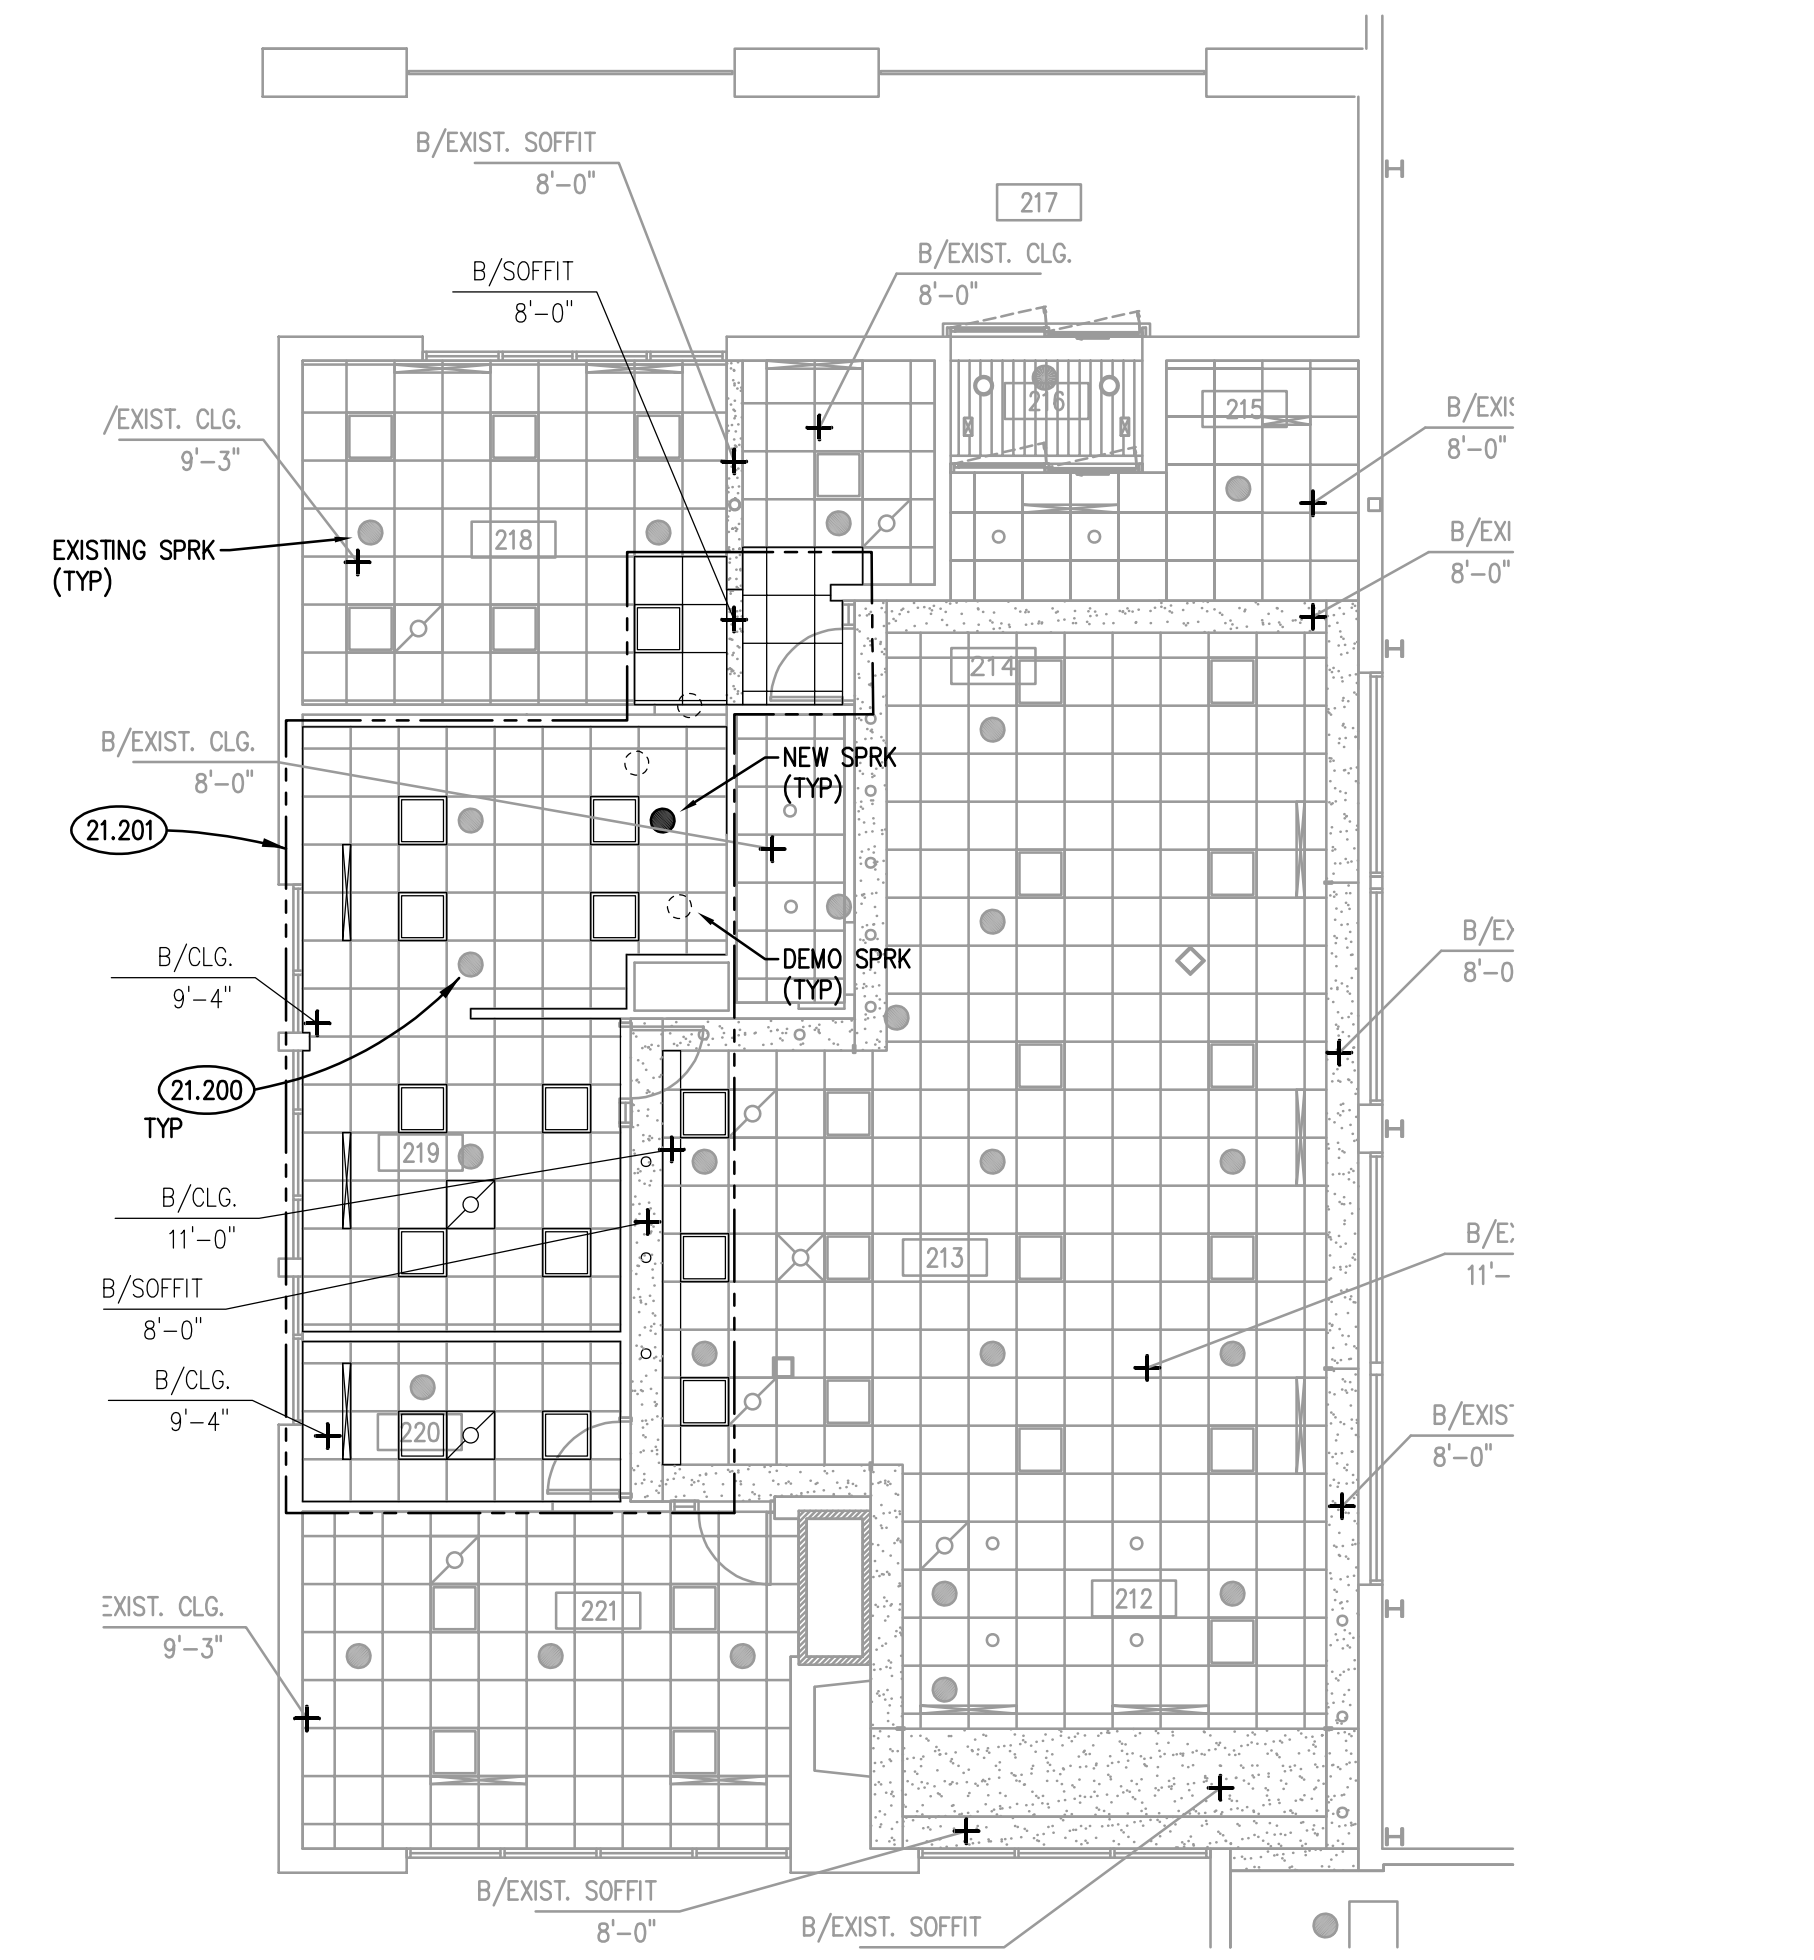 B/EXIST. SOFFIT
8'-0"
217
B/EXIST. CLG.
8'-0"
B/SOFFIT
8'-0"
216
215
B/EXIS
8'-0"
/EXIST. CLG.
9'-3"
218
EXISTING SPRK
(TYP)
B/EXI
8'-0"
214
B/EXIST. CLG.
8'-0"
NEW SPRK
(TYP)
21.201
B/CLG.
9'-4"
DEMO SPRK
(TYP)
B/EX
8'-0
21.200
TYP
219
B/CLG.
11'-0"
213
B/E
11'-
B/SOFFIT
8'-0"
B/CLG.
9'-4"
220
B/EXIST
8'-0"
EXIST. CLG.
9'-3"
221
212
B/EXIST. SOFFIT
8'-0"
B/EXIST. SOFFIT